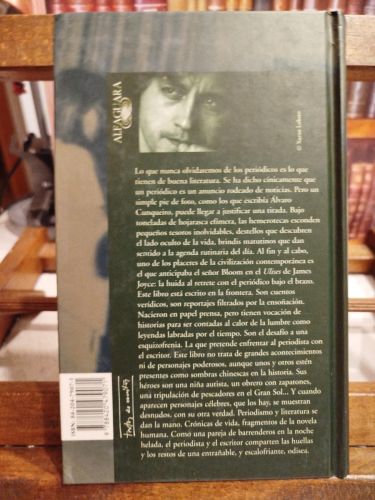 ALFAGUARA
© Xurxo Lobato
Lo que nunca olvidaremos de los periódicos es lo que
tienen de buena literatura. Se ha dicho cínicamente que
un periódico es un anuncio rodeado de noticias. Pero un
simple pie de foto, como los que escribía Álvaro
Cunqueiro, puede llegar a justificar una tirada. Bajo
toneladas de hojarasca efímera, las hemerotecas esconden
pequeños tesoros inolvidables, destellos que descubren
el lado oculto de la vida, brindis matutinos que dan
sentido a la agenda rutinaria del día. Al fin y al cabo,
uno de los placeres de la civilización contemporánea es
el que anticipaba el señor Bloom en el Ulises de James
Joyce: la huida al retrete con el periódico bajo el brazo.
Este libro está escrito en la frontera. Son cuentos
verídicos, son reportajes filtrados por la ensoñación.
Nacieron en papel prensa, pero tienen vocación de
historias para ser contadas al calor de la lumbre como
leyendas labradas por el tiempo. Son el desafío a una
esquizofrenia. La que pretende enfrentar al periodista con
el escritor. Este libro no trata de grandes acontecimientos
ni de personajes poderosos, aunque unos y otros estén
presentes como sombras chinescas en la historia. Sus
héroes son una niña autista, un obrero con zapatones,
una tripulación de pescadores en el Gran Sol... Y cuando
aparecen personajes célebres, que los hay, se muestran
desnudos, con su otra verdad. Periodismo y literatura se
dan la mano. Crónicas de vida, fragmentos de la novela
humana. Como una pareja de barrenderos en la noche
helada, el periodista y el escritor comparten las huellas
y los restos de una entrañable, y escalofriante, odisea.